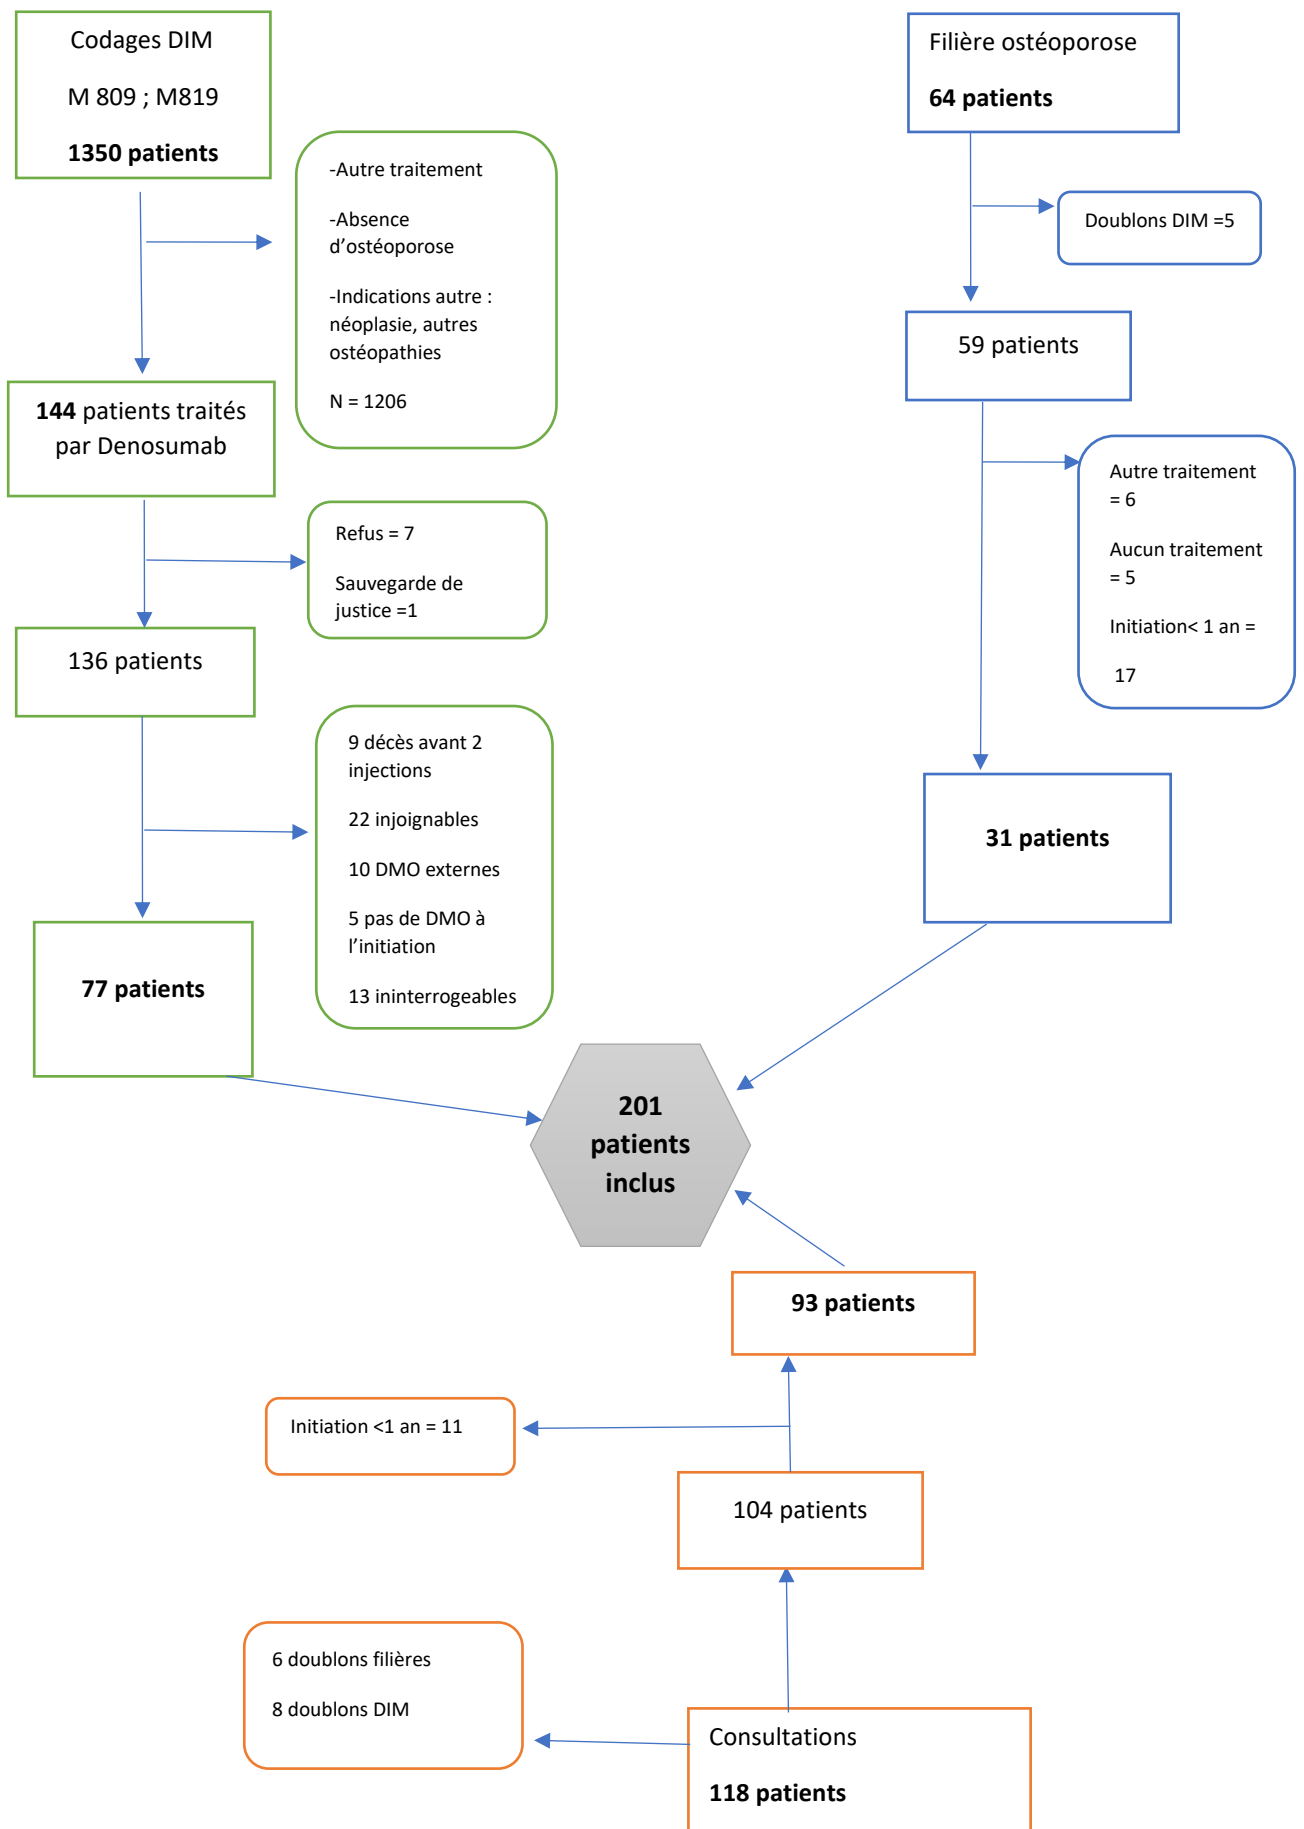 Codages DIM
M 809 ; M819
1350 patients
-Autre traitement
-Absence
d'ostéoporose
-Indications autre :
néoplasie, autres
ostéopathies
N = 1206
144 patients traités
par Denosumab
Refus = 7
Sauvegarde de
justice =1
136 patients
9 décès avant 2
injections
22 injoignables
10 DMO externes
5 pas de DMO à
l'initiation
13 ininterrogeables
77 patients
Filière ostéoporose
64 patients
Doublons DIM =5
59 patients
Autre traitement
= 6
Aucun traitement
= 5
Initiation< 1 an =
17
31 patients
201
patients
inclus
93 patients
Initiation <1 an = 11
104 patients
6 doublons filières
8 doublons DIM
Consultations
118 patients